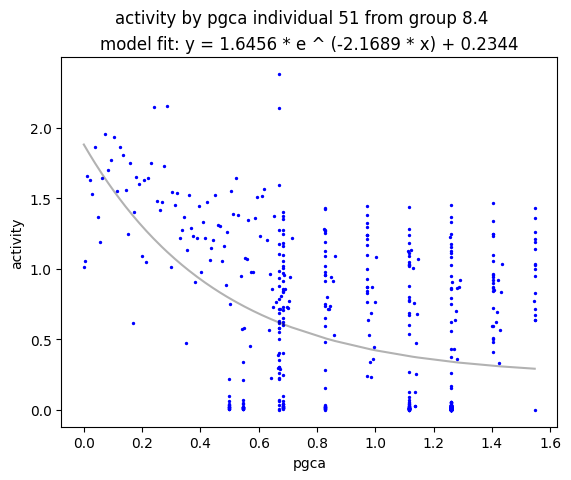 activity by pgca individual 51 from group 8.4
model fit: y = 1.6456 * e ^ (-2.1689 * x) + 0.2344
2.0
1.5
1.0
0.5
0.0
activity
0.0 0.2 0.4 0.6 0.8 1.0 1.2 1.4 1.6
pgca